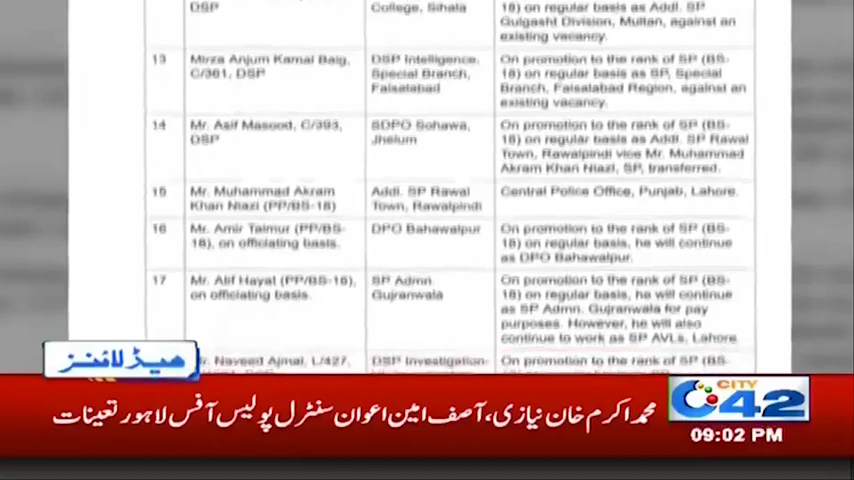 DSP
College, Sihala
18) on regular basis as Addl. SP
Gulgasht Division, Multan, against an
existing vacancy.
13
Mirza Anjum Kamal Baig,
C/361, DSP
DSP Intelligence,
Special Branch,
Faisalabad
On promotion to the rank of SP (BS-
18) on regular basis as SP, Special
Branch, Faisalabad Region, against an
existing vacancy.
14
Mr. Asif Masood, C/393,
DSP
SDPO Sohawa,
Jhelum
On promotion to the rank of SP (BS-
18) on regular basis as Addl. SP Rawal
Town, Rawalpindi vice Mr. Muhammad
Akram Khan Niazi, SP, transferred.
15
Mr. Muhammad Akram
Khan Niazi (PP/BS-18)
Addl. SP Rawal
Town, Rawalpindi
Central Police Office, Punjab, Lahore.
16
Mr. Amir Taimur (PP/BS-
18), on officiating basis.
DPO Bahawalpur
On promotion to the rank of SP (BS-
18) on regular basis, he will continue
as DPO Bahawalpur.
17
Mr. Atif Hayat (PP/BS-18),
on officiating basis.
SP Admn.
Gujranwala
On promotion to the rank of SP (BS-
18) on regular basis, he will continue
as SP Admn. Gujranwala for pay
purposes. However, he will also
continue to work as SP AVLs, Lahore.
Mr. Naveed Ajmal, L/427,
DSP Investigation-
On promotion to the rank of SP (BS-
ہیڈلائنز
محمد اکرم خان نیازی، آصف امین اعوان سنٹرل پولیس آفس لاہور تعینات
CITY
42
09:02 PM